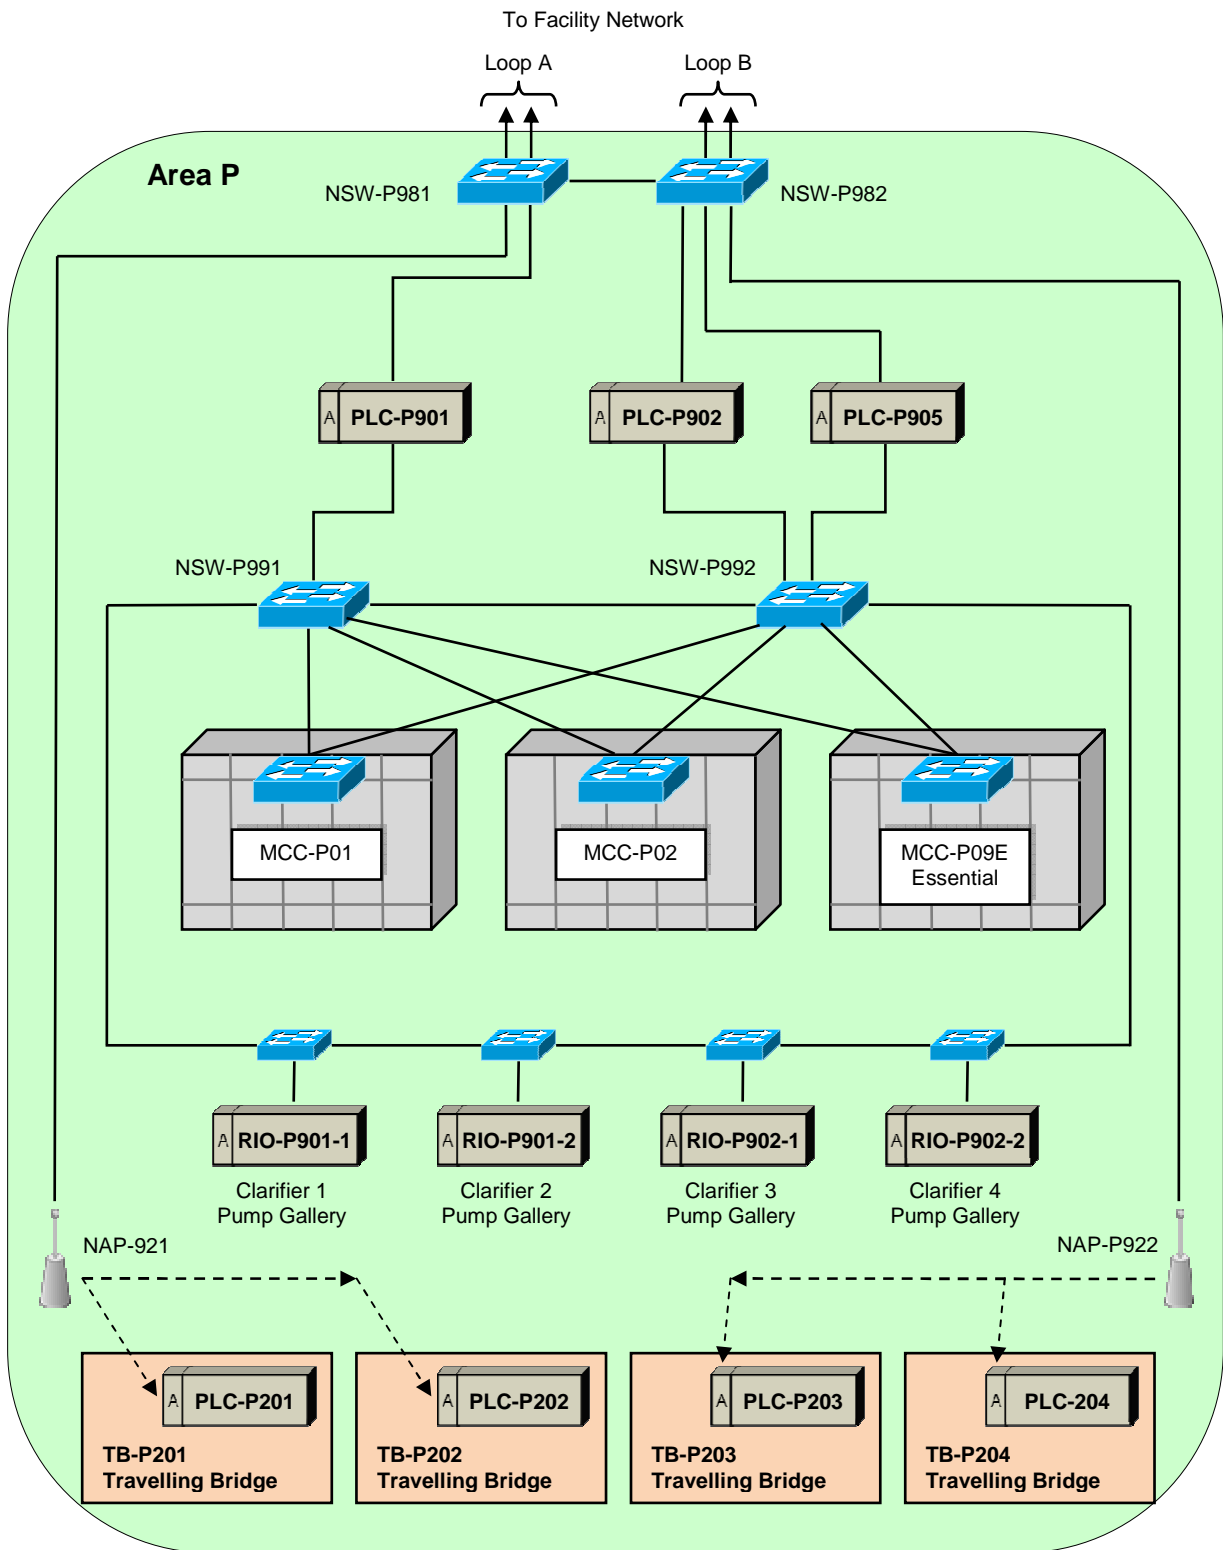 To Facility Network
Loop A
Loop B
Area P
NSW-P981
NSW-P982
A PLC-P901
A PLC-P902
A PLC-P905
NSW-P991
NSW-P992
MCC-P01
MCC-P02
MCC-P09E
Essential
A RIO-P901-1
A RIO-P901-2
A RIO-P902-1
A RIO-P902-2
Clarifier 1
Pump Gallery
Clarifier 2
Pump Gallery
Clarifier 3
Pump Gallery
Clarifier 4
Pump Gallery
NAP-921
NAP-P922
A PLC-P201
A PLC-P202
A PLC-P203
A PLC-204
TB-P201
Travelling Bridge
TB-P202
Travelling Bridge
TB-P203
Travelling Bridge
TB-P204
Travelling Bridge